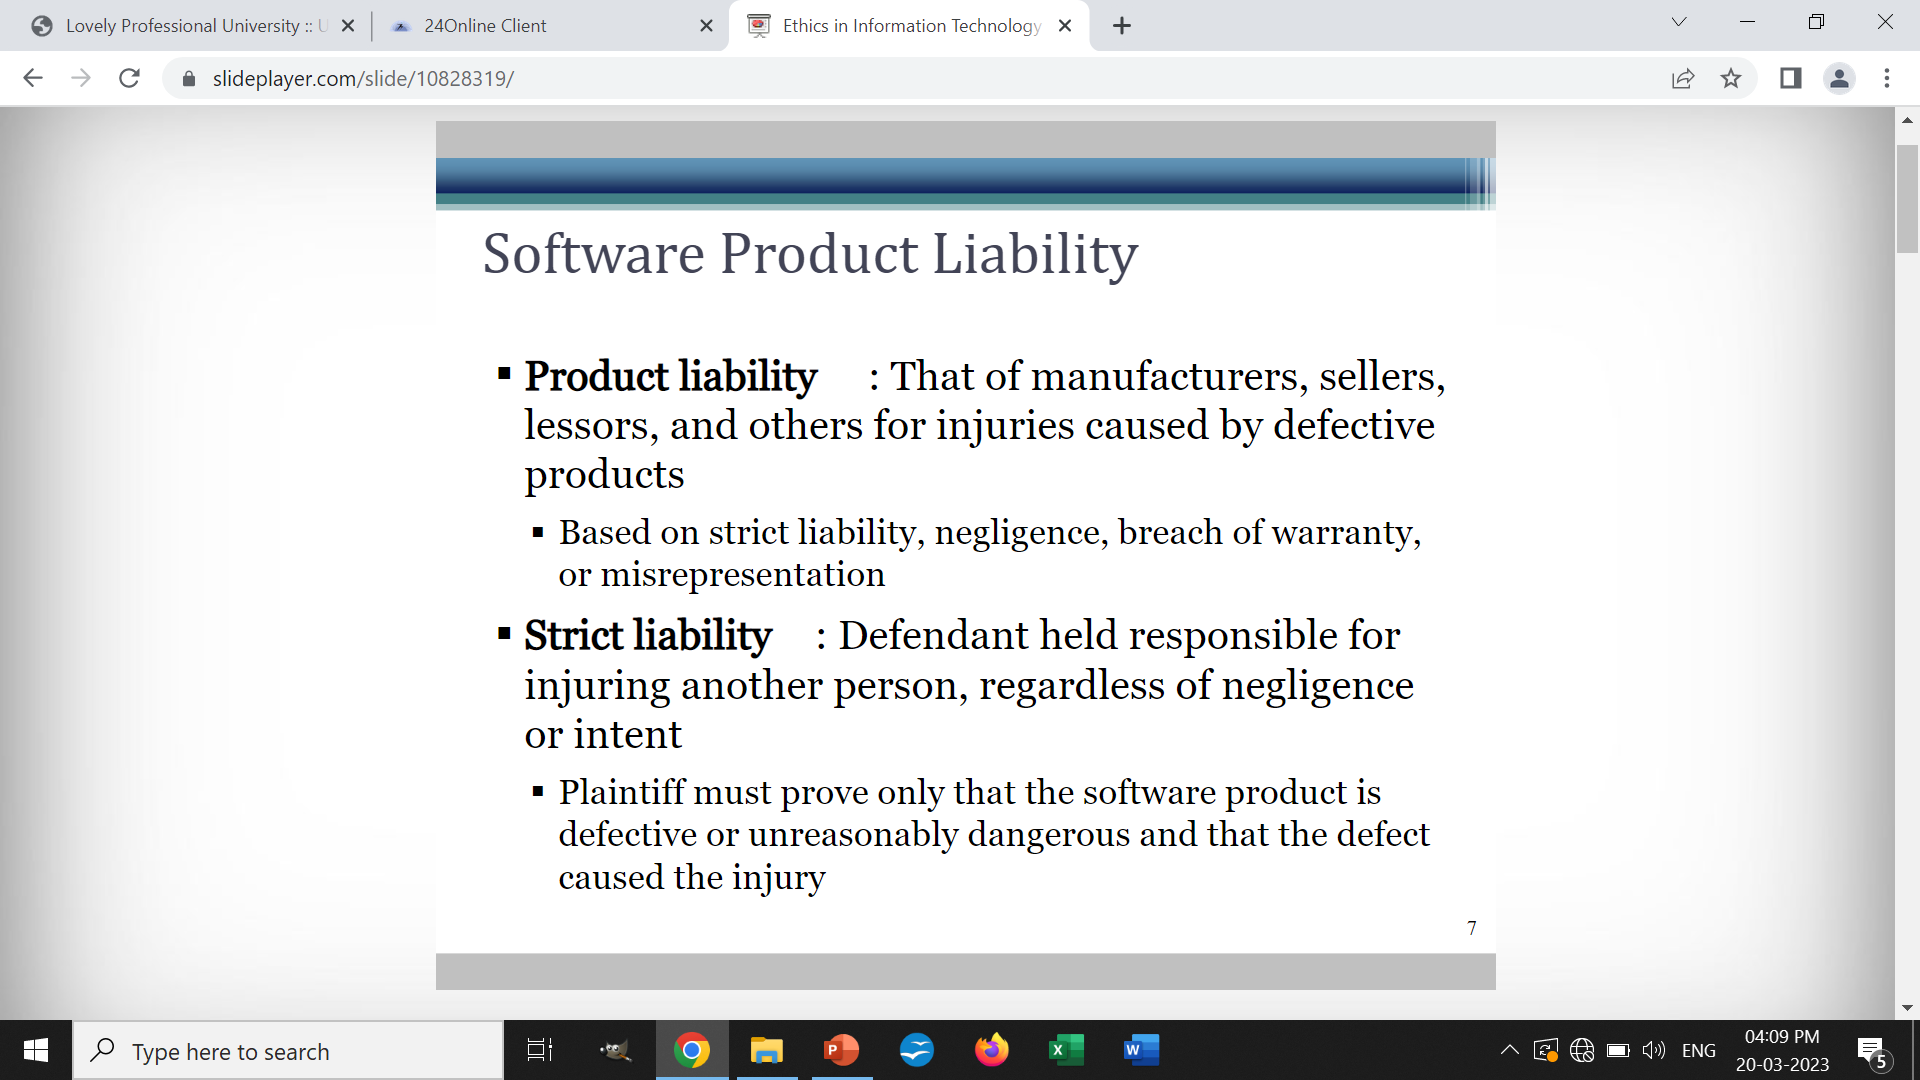 Lovely Professional University :: U
24Online Client
Ethics in Information Technology
slideplayer.com/slide/10828319/
Software Product Liability
▪ Product liability : That of manufacturers, sellers,
lessors, and others for injuries caused by defective
products
▪ Based on strict liability, negligence, breach of warranty,
or misrepresentation
▪ Strict liability : Defendant held responsible for
injuring another person, regardless of negligence
or intent
▪ Plaintiff must prove only that the software product is
defective or unreasonably dangerous and that the defect
caused the injury
7
Type here to search
P
X
W
ENG
04:09 PM
20-03-2023
5